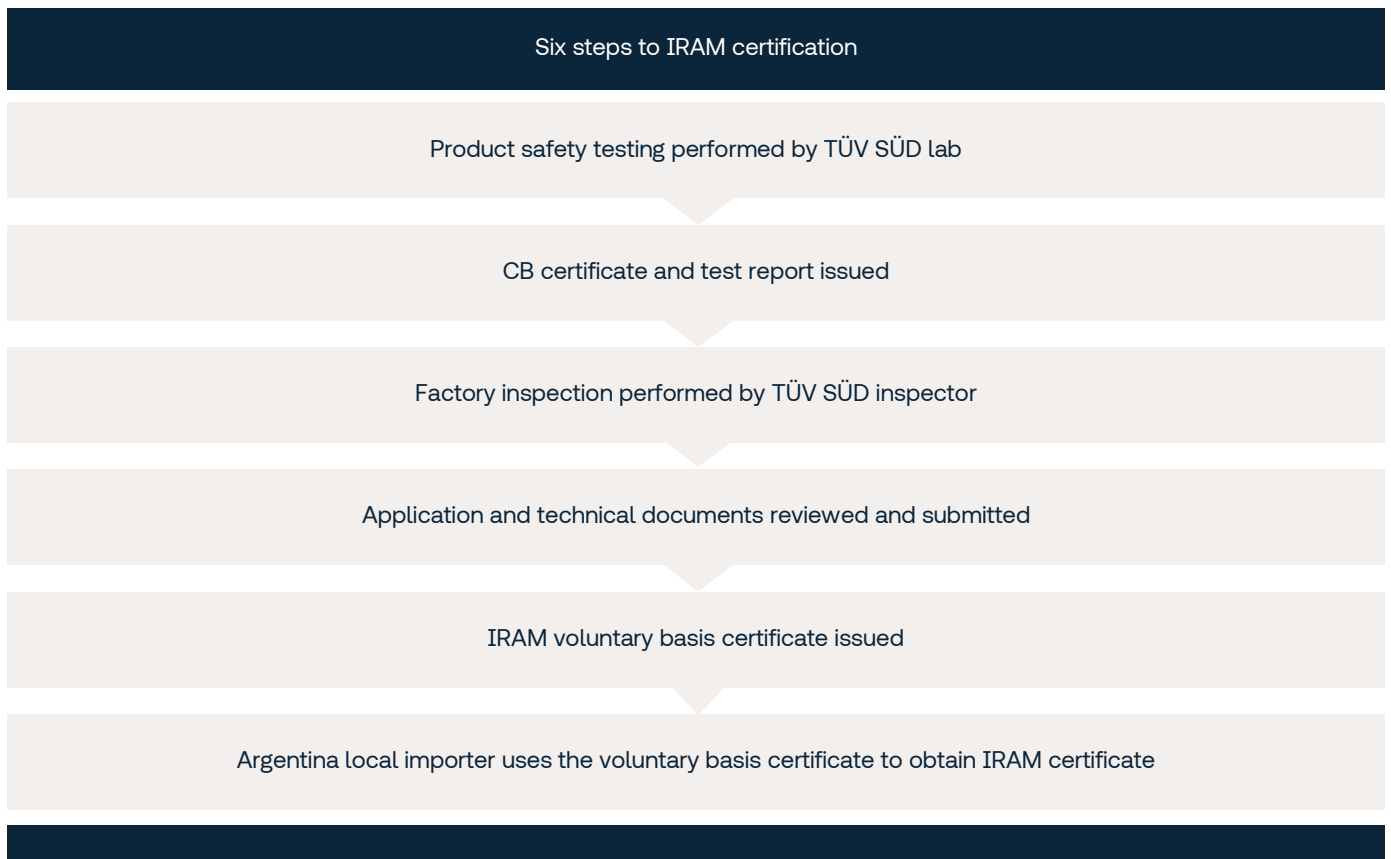 Six steps to IRAM certification
Product safety testing performed by TÜV SÜD lab
CB certificate and test report issued
Factory inspection performed by TÜV SÜD inspector
Application and technical documents reviewed and submitted
IRAM voluntary basis certificate issued
Argentina local importer uses the voluntary basis certificate to obtain IRAM certificate